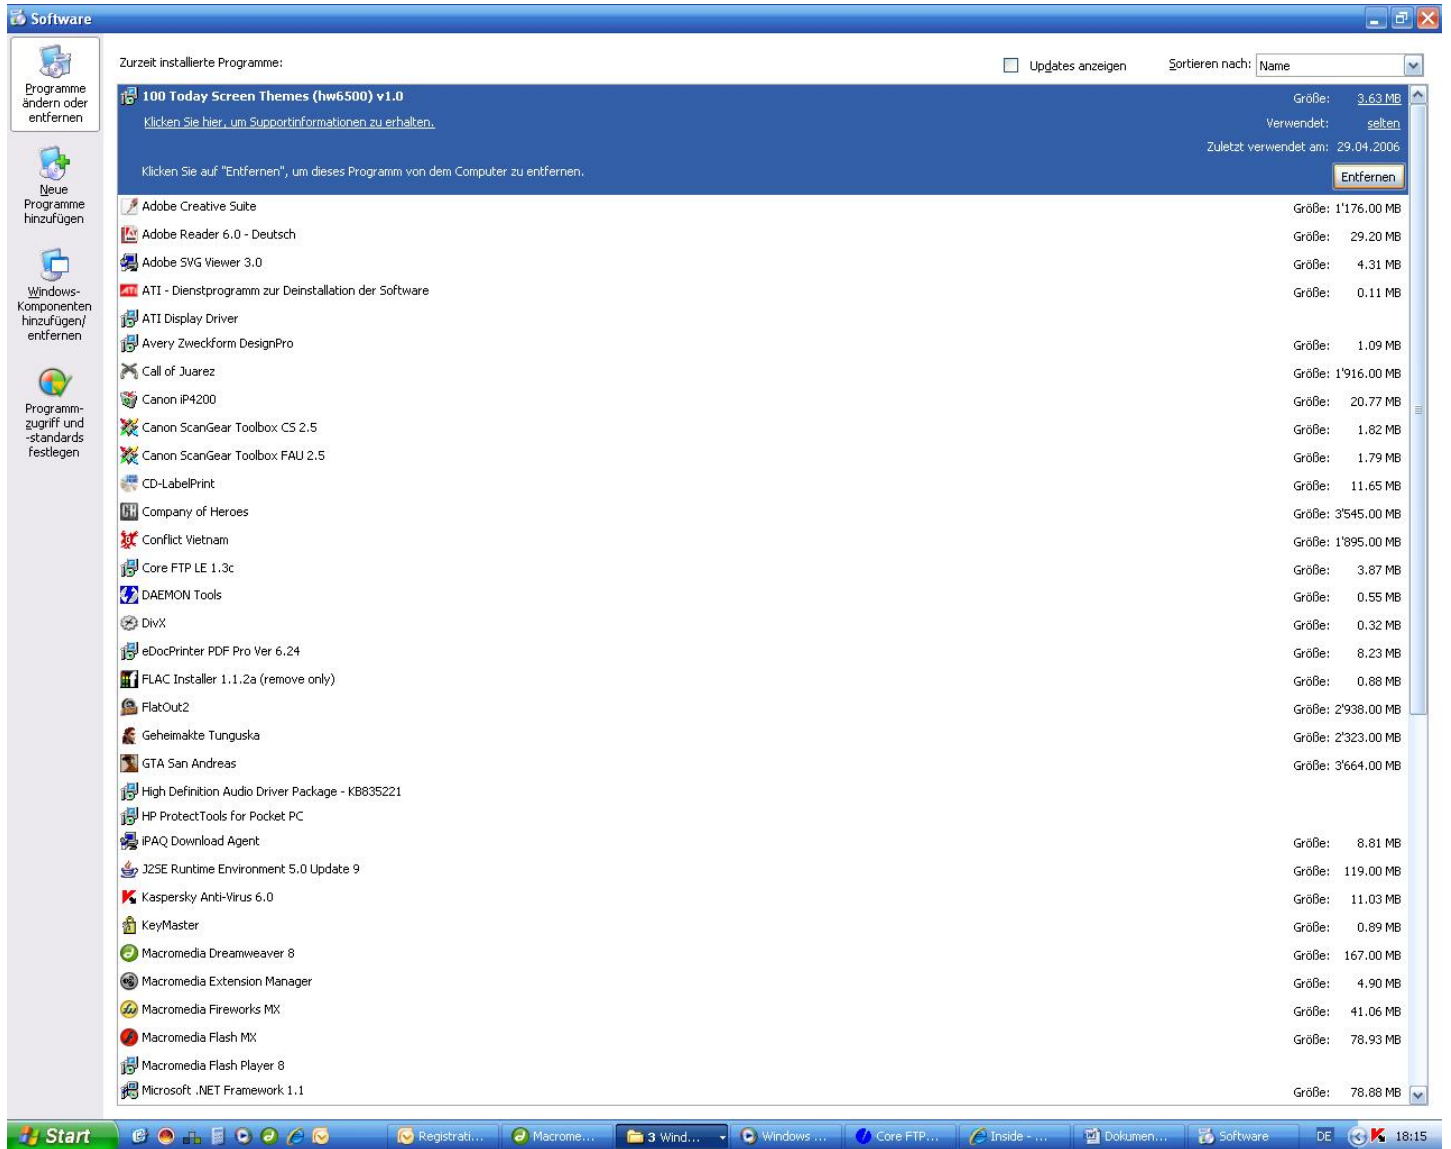 Software
Programme
ändern oder
entfernen
Neue
Programme
hinzufügen
Windows-
Komponenten
hinzufügen/
entfernen
Programm-
zugriff und
-standards
festlegen
Zurzeit installierte Programme:
Updates anzeigen
Sortieren nach: Name
100 Today Screen Themes (hw6500) v1.0 Größe: 3.63 MB
Klicken Sie hier, um Supportinformationen zu erhalten. Verwendet: selten
Zuletzt verwendet am: 29.04.2006
Klicken Sie auf "Entfernen", um dieses Programm von dem Computer zu entfernen. Entfernen
Adobe Creative Suite Größe: 1'176.00 MB
Adobe Reader 6.0 - Deutsch Größe: 29.20 MB
Adobe SVG Viewer 3.0 Größe: 4.31 MB
ATI - Dienstprogramm zur Deinstallation der Software Größe: 0.11 MB
ATI Display Driver
Avery Zweckform DesignPro Größe: 1.09 MB
Call of Juarez Größe: 1'916.00 MB
Canon iP4200 Größe: 20.77 MB
Canon ScanGear Toolbox CS 2.5 Größe: 1.82 MB
Canon ScanGear Toolbox FAU 2.5 Größe: 1.79 MB
CD-LabelPrint Größe: 11.65 MB
Company of Heroes Größe: 3'545.00 MB
Conflict Vietnam Größe: 1'895.00 MB
Core FTP LE 1.3c Größe: 3.87 MB
DAEMON Tools Größe: 0.55 MB
DivX Größe: 0.32 MB
eDocPrinter PDF Pro Ver 6.24 Größe: 8.23 MB
FLAC Installer 1.1.2a (remove only) Größe: 0.88 MB
FlatOut2 Größe: 2'938.00 MB
Geheimakte Tunguska Größe: 2'323.00 MB
GTA San Andreas Größe: 3'664.00 MB
High Definition Audio Driver Package - KB835221
HP ProtectTools for Pocket PC
iPAQ Download Agent Größe: 8.81 MB
J2SE Runtime Environment 5.0 Update 9 Größe: 119.00 MB
Kaspersky Anti-Virus 6.0 Größe: 11.03 MB
KeyMaster Größe: 0.89 MB
Macromedia Dreamweaver 8 Größe: 167.00 MB
Macromedia Extension Manager Größe: 4.90 MB
Macromedia Fireworks MX Größe: 41.06 MB
Macromedia Flash MX Größe: 78.93 MB
Macromedia Flash Player 8
Microsoft .NET Framework 1.1 Größe: 78.88 MB
Start Registrati... Macrome... 3 Wind... Windows ... Core FTP... Inside - ... Dokumen... Software DE 18:15